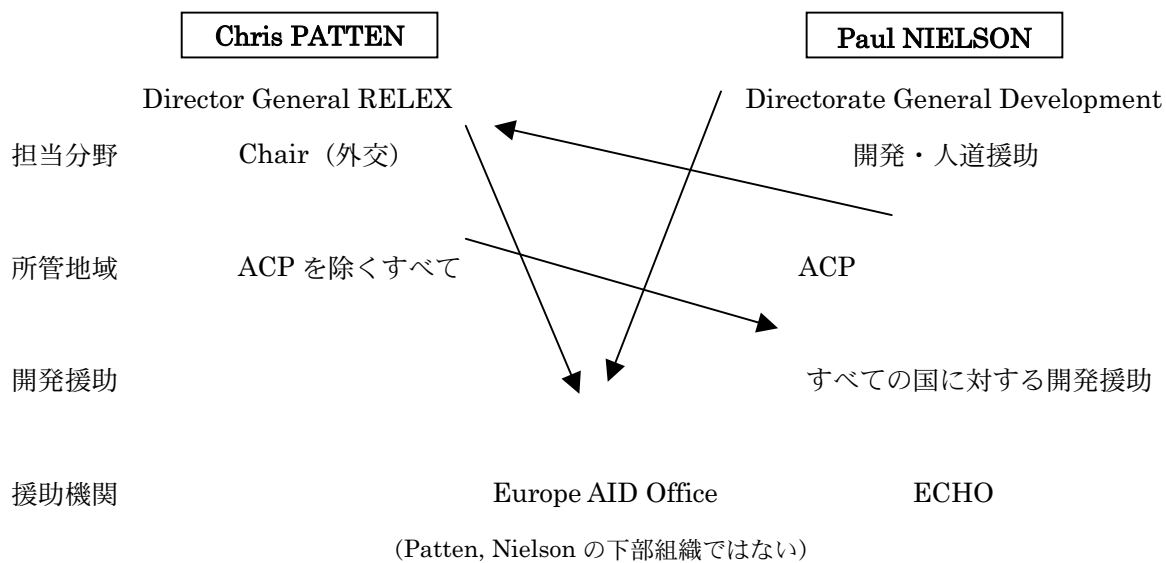 Chris PATTEN Paul NIELSON
Director General RELEX Directorate General Development
担当分野 Chair（外交） 開発・人道援助
所管地域 ACP を除くすべて ACP
開発援助 すべての国に対する開発援助
援助機関 Europe AID Office ECHO
（Patten, Nielson の下部組織ではない）